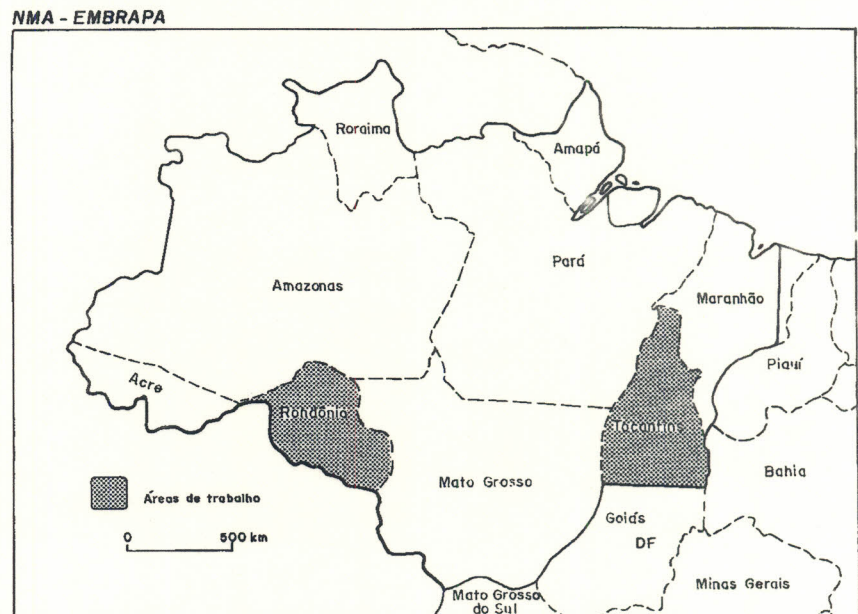 NMA - EMBRAPA
Roraima
Amapá
Pará
Amazonas
Maranhão
Piauí
Acre
Rondônia
Tocantins
Bahia
Mato Grosso
Áreas de trabalho
Goiás
DF
0 500 km
Minas Gerais
Mato Grosso
do Sul